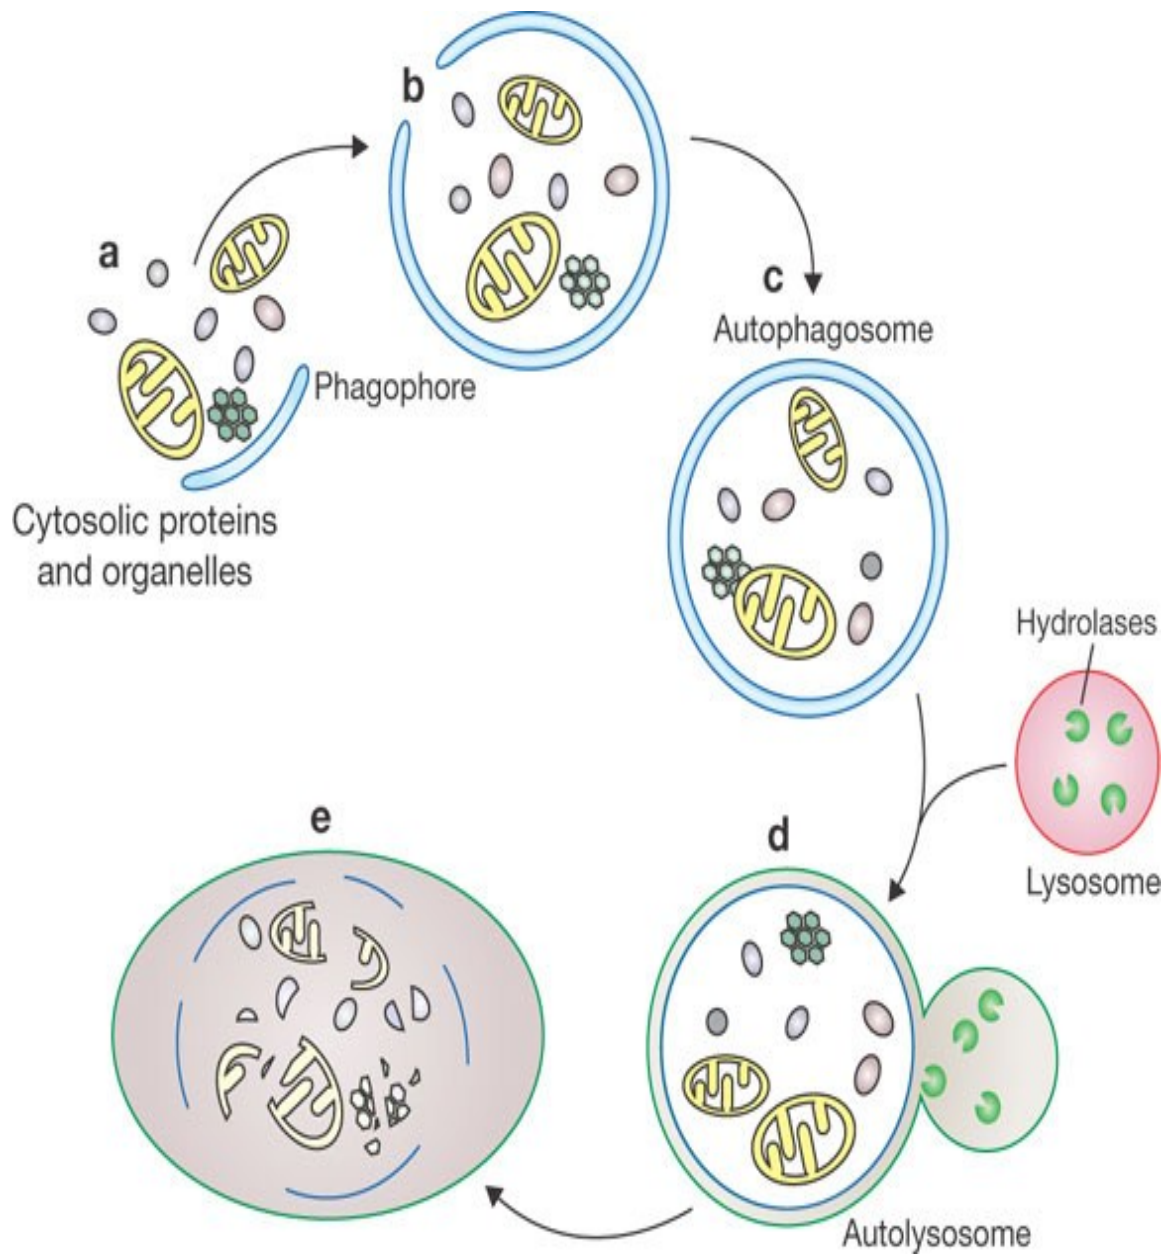 b
a
c
Autophagosome
Phagophore
Cytosolic proteins
and organelles
Hydrolases
e
d
Lysosome
Autolysosome